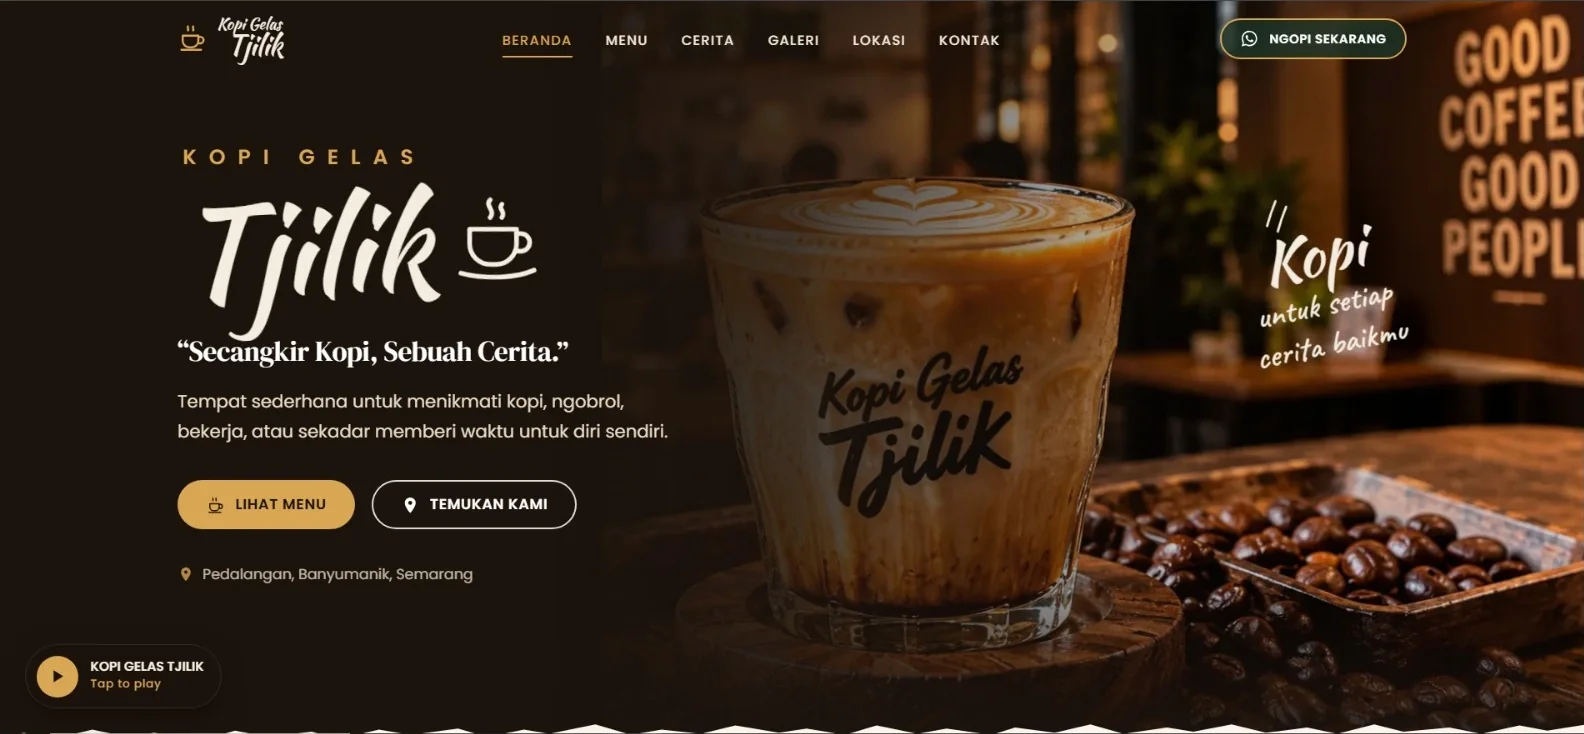 Kopi Gelas
Tjilik
BERANDA
MENU
CERITA
GALERI
LOKASI
KONTAK
NGOPI SEKARANG
KOPI GELAS
Tjilik
“Secangkir Kopi, Sebuah Cerita.”
Tempat sederhana untuk menikmati kopi, ngobrol,
bekerja, atau sekadar memberi waktu untuk diri sendiri.
LIHAT MENU
TEMUKAN KAMI
Pedalangan, Banyumanik, Semarang
KOPI GELAS TJILIK
Tap to play
Kopi Gelas
Tjilik
Kopi
untuk setiap
cerita baikmu
GOOD
COFFEE
GOOD
PEOPL